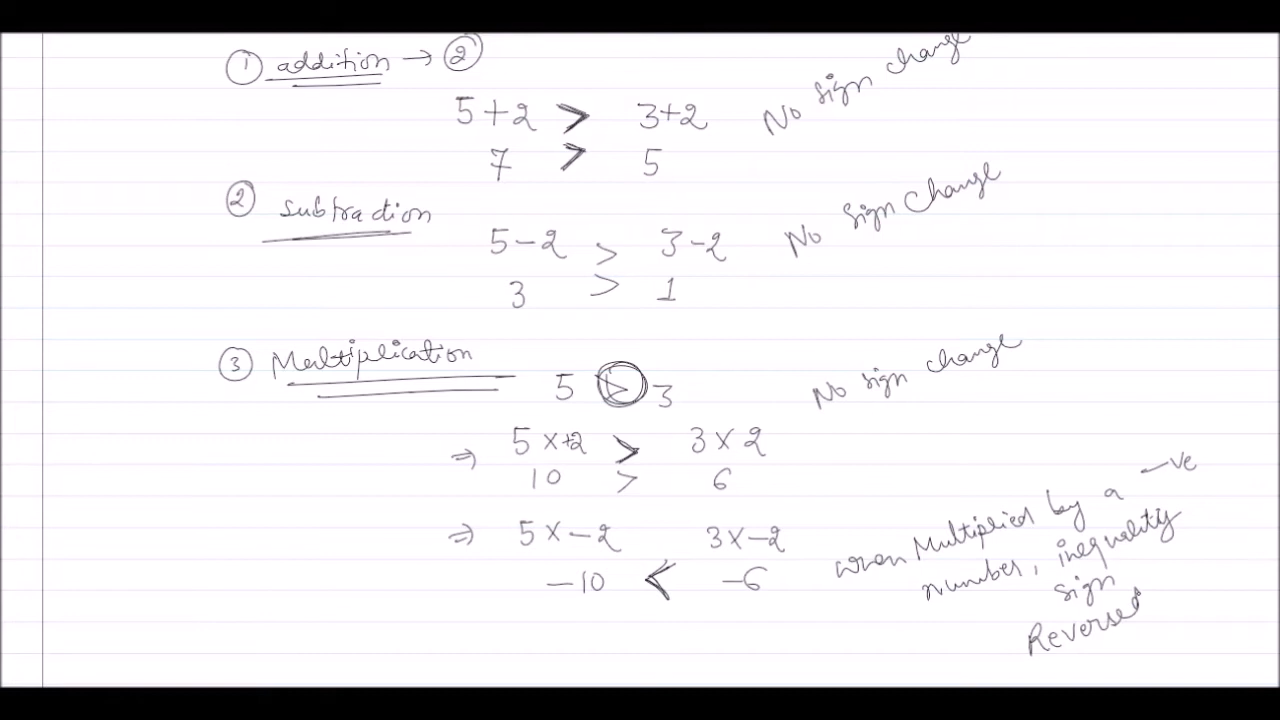 ① addition → ②
5+2 > 3+2 No sign change
7 > 5
② subtraction
5-2 > 3-2 No sign change
3 > 1
③ Multiplication
5 > 3 No sign change
⇒ 5 x+2 > 3 x 2
10 > 6
⇒ 5 x -2 3 x -2
-10 < -6
when Multiplied by a -ve
number, inequality
sign
Reversed